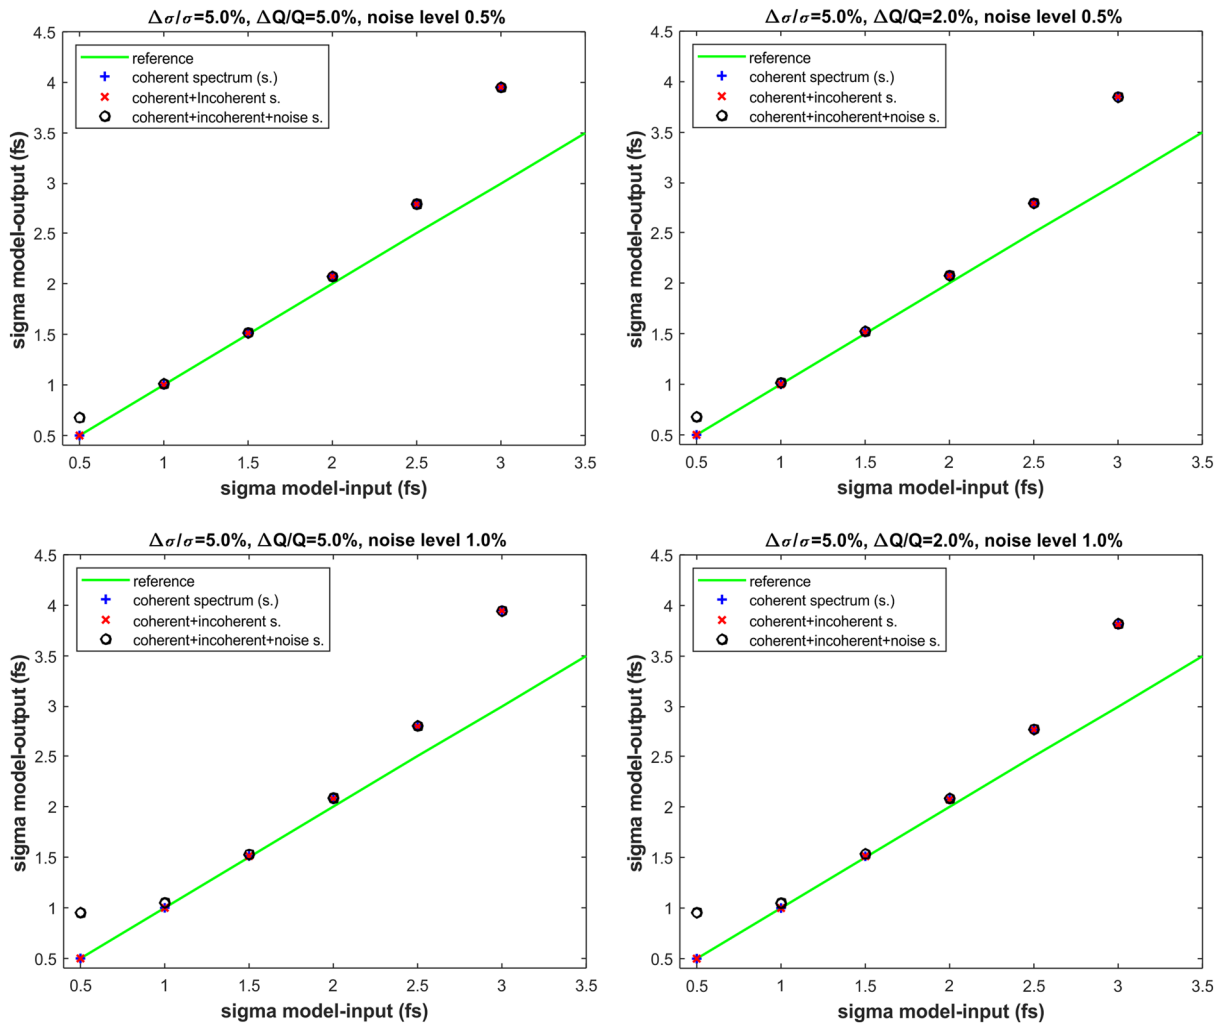 Δσ/σ=5.0%, ΔQ/Q=5.0%, noise level 0.5%
4.5
4
3.5
3
2.5
2
1.5
1
0.5
sigma model-output (fs)
reference
coherent spectrum (s.)
coherent+Incoherent s.
coherent+incoherent+noise s.
0.5 1 1.5 2 2.5 3 3.5
sigma model-input (fs)
Δσ/σ=5.0%, ΔQ/Q=2.0%, noise level 0.5%
4.5
4
3.5
3
2.5
2
1.5
1
0.5
sigma model-output (fs)
reference
coherent spectrum (s.)
coherent+incoherent s.
coherent+incoherent+noise s.
0.5 1 1.5 2 2.5 3 3.5
sigma model-input (fs)
Δσ/σ=5.0%, ΔQ/Q=5.0%, noise level 1.0%
4.5
4
3.5
3
2.5
2
1.5
1
0.5
sigma model-output (fs)
reference
coherent spectrum (s.)
coherent+incoherent s.
coherent+incoherent+noise s.
0.5 1 1.5 2 2.5 3 3.5
sigma model-input (fs)
Δσ/σ=5.0%, ΔQ/Q=2.0%, noise level 1.0%
4.5
4
3.5
3
2.5
2
1.5
1
0.5
sigma model-output (fs)
reference
coherent spectrum (s.)
coherent+incoherent s.
coherent+incoherent+noise s.
0.5 1 1.5 2 2.5 3 3.5
sigma model-input (fs)